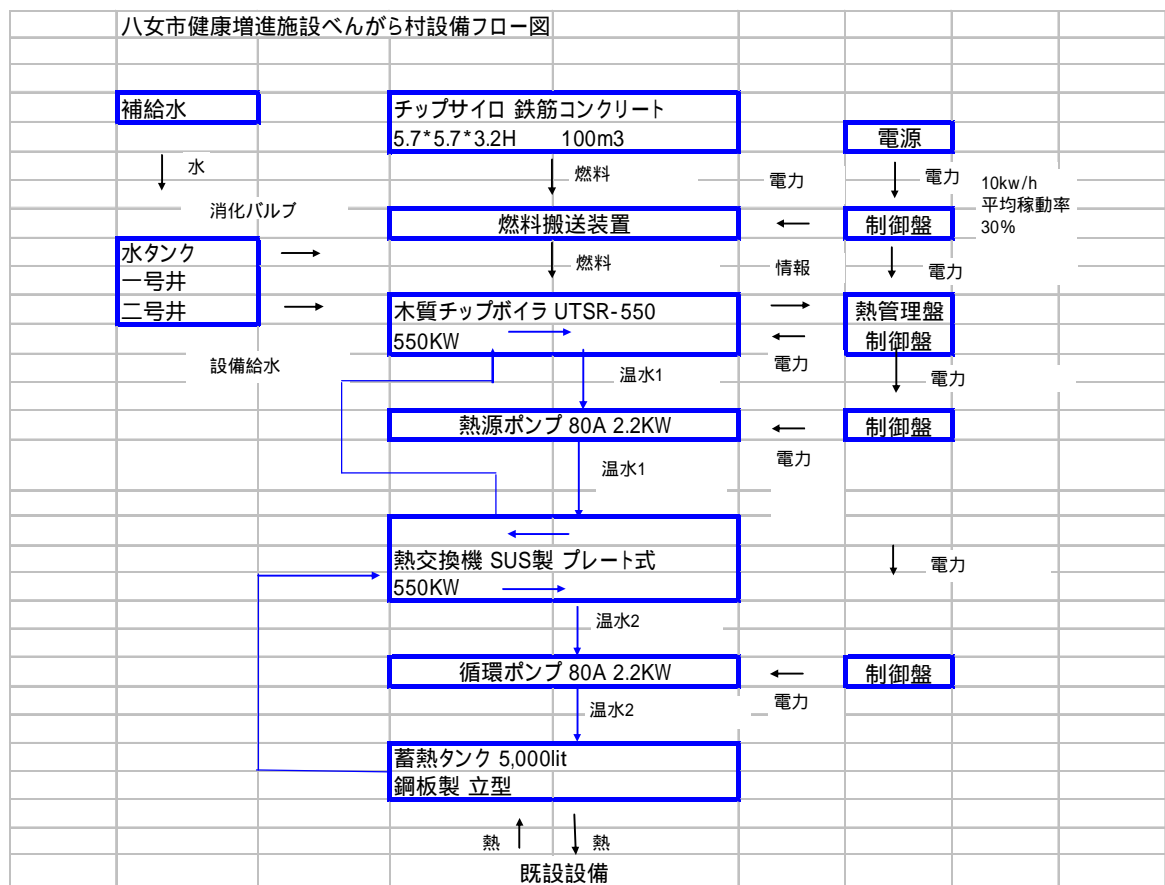 八女市健康増進施設べんがら村設備フロー図
補給水
チップサイロ 鉄筋コンクリート
5.7*5.7*3.2H 100m3
電源
水
燃料
電力
電力
10kw/h
平均稼動率
30%
消化バルブ
燃料搬送装置
制御盤
水タンク
一号井
二号井
燃料
情報
電力
木質チップボイラ UTSR-550
550KW
熱管理盤
制御盤
設備給水
温水1
電力
電力
熱源ポンプ 80A 2.2KW
制御盤
温水1
電力
熱交換機 SUS製 プレート式
550KW
電力
温水2
循環ポンプ 80A 2.2KW
制御盤
温水2
電力
蓄熱タンク 5,000lit
鋼板製 立型
熱
熱
既設設備